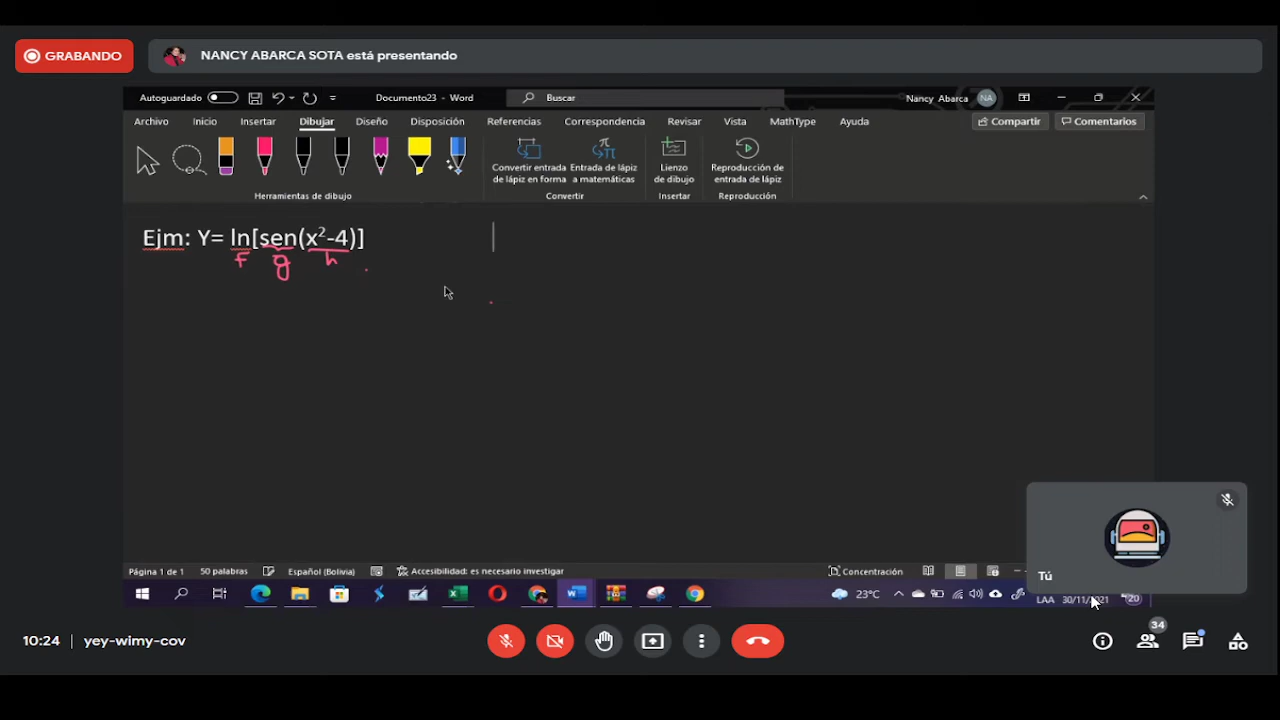 GRABANDO
NANCY ABARCA SOTA está presentando
Autoguardado
Documento23 - Word
Buscar
Nancy Abarca
NA
Archivo
Inicio
Insertar
Dibujar
Diseño
Disposición
Referencias
Correspondencia
Revisar
Vista
MathType
Ayuda
Compartir
Comentarios
Convertir entrada de lápiz en forma
Entrada de lápiz a matemáticas
Lienzo de dibujo
Reproducción de entrada de lápiz
Herramientas de dibujo
Convertir
Insertar
Reproducción
Ejm: Y= ln[sen(x²-4)]
f g h
Página 1 de 1
50 palabras
Español (Bolivia)
Accesibilidad: es necesario investigar
Concentración
Tú
23°C
LAA
30/11/2021
20
10:24
yey-wimy-cov
34